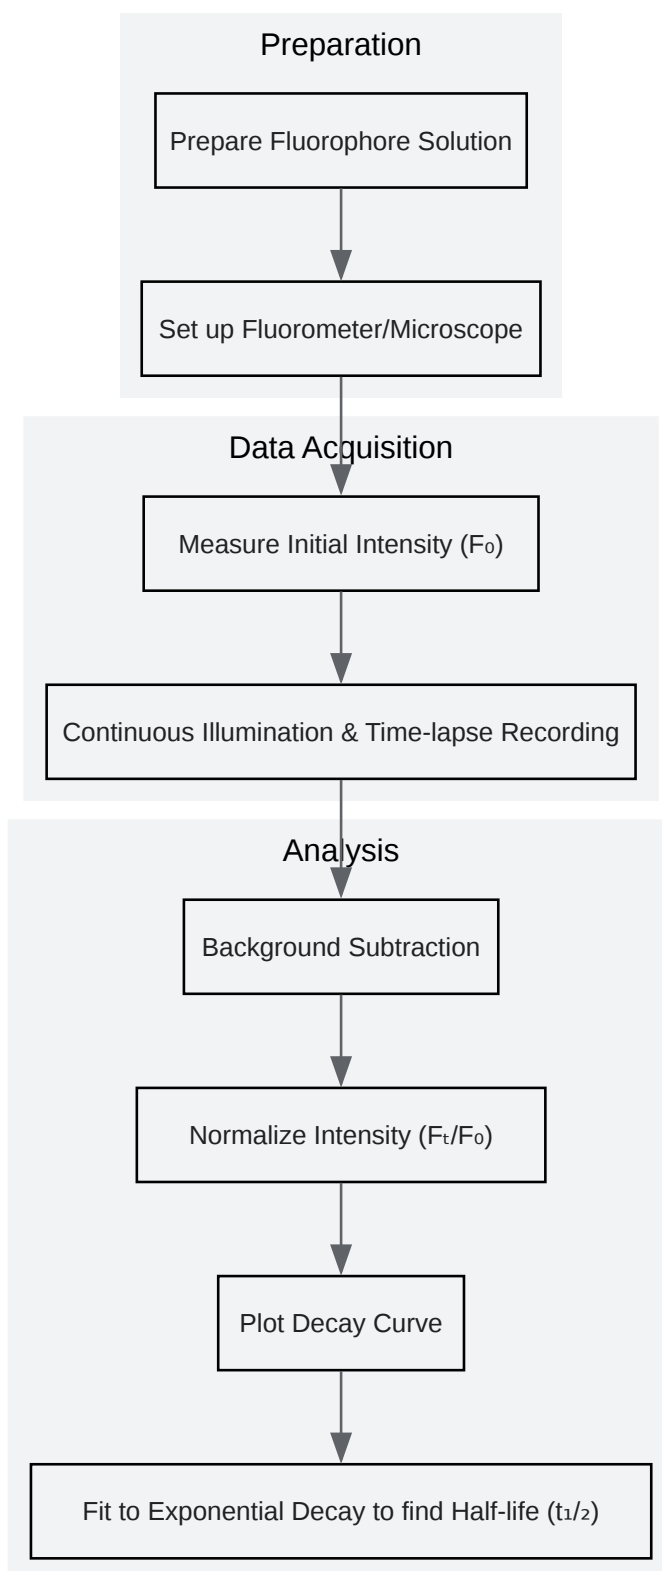 Preparation
Prepare Fluorophore Solution
Set up Fluorometer/Microscope
Data Acquisition
Measure Initial Intensity (F₀)
Continuous Illumination & Time-lapse Recording
Analysis
Background Subtraction
Normalize Intensity (Fₜ/F₀)
Plot Decay Curve
Fit to Exponential Decay to find Half-life (t₁/₂)